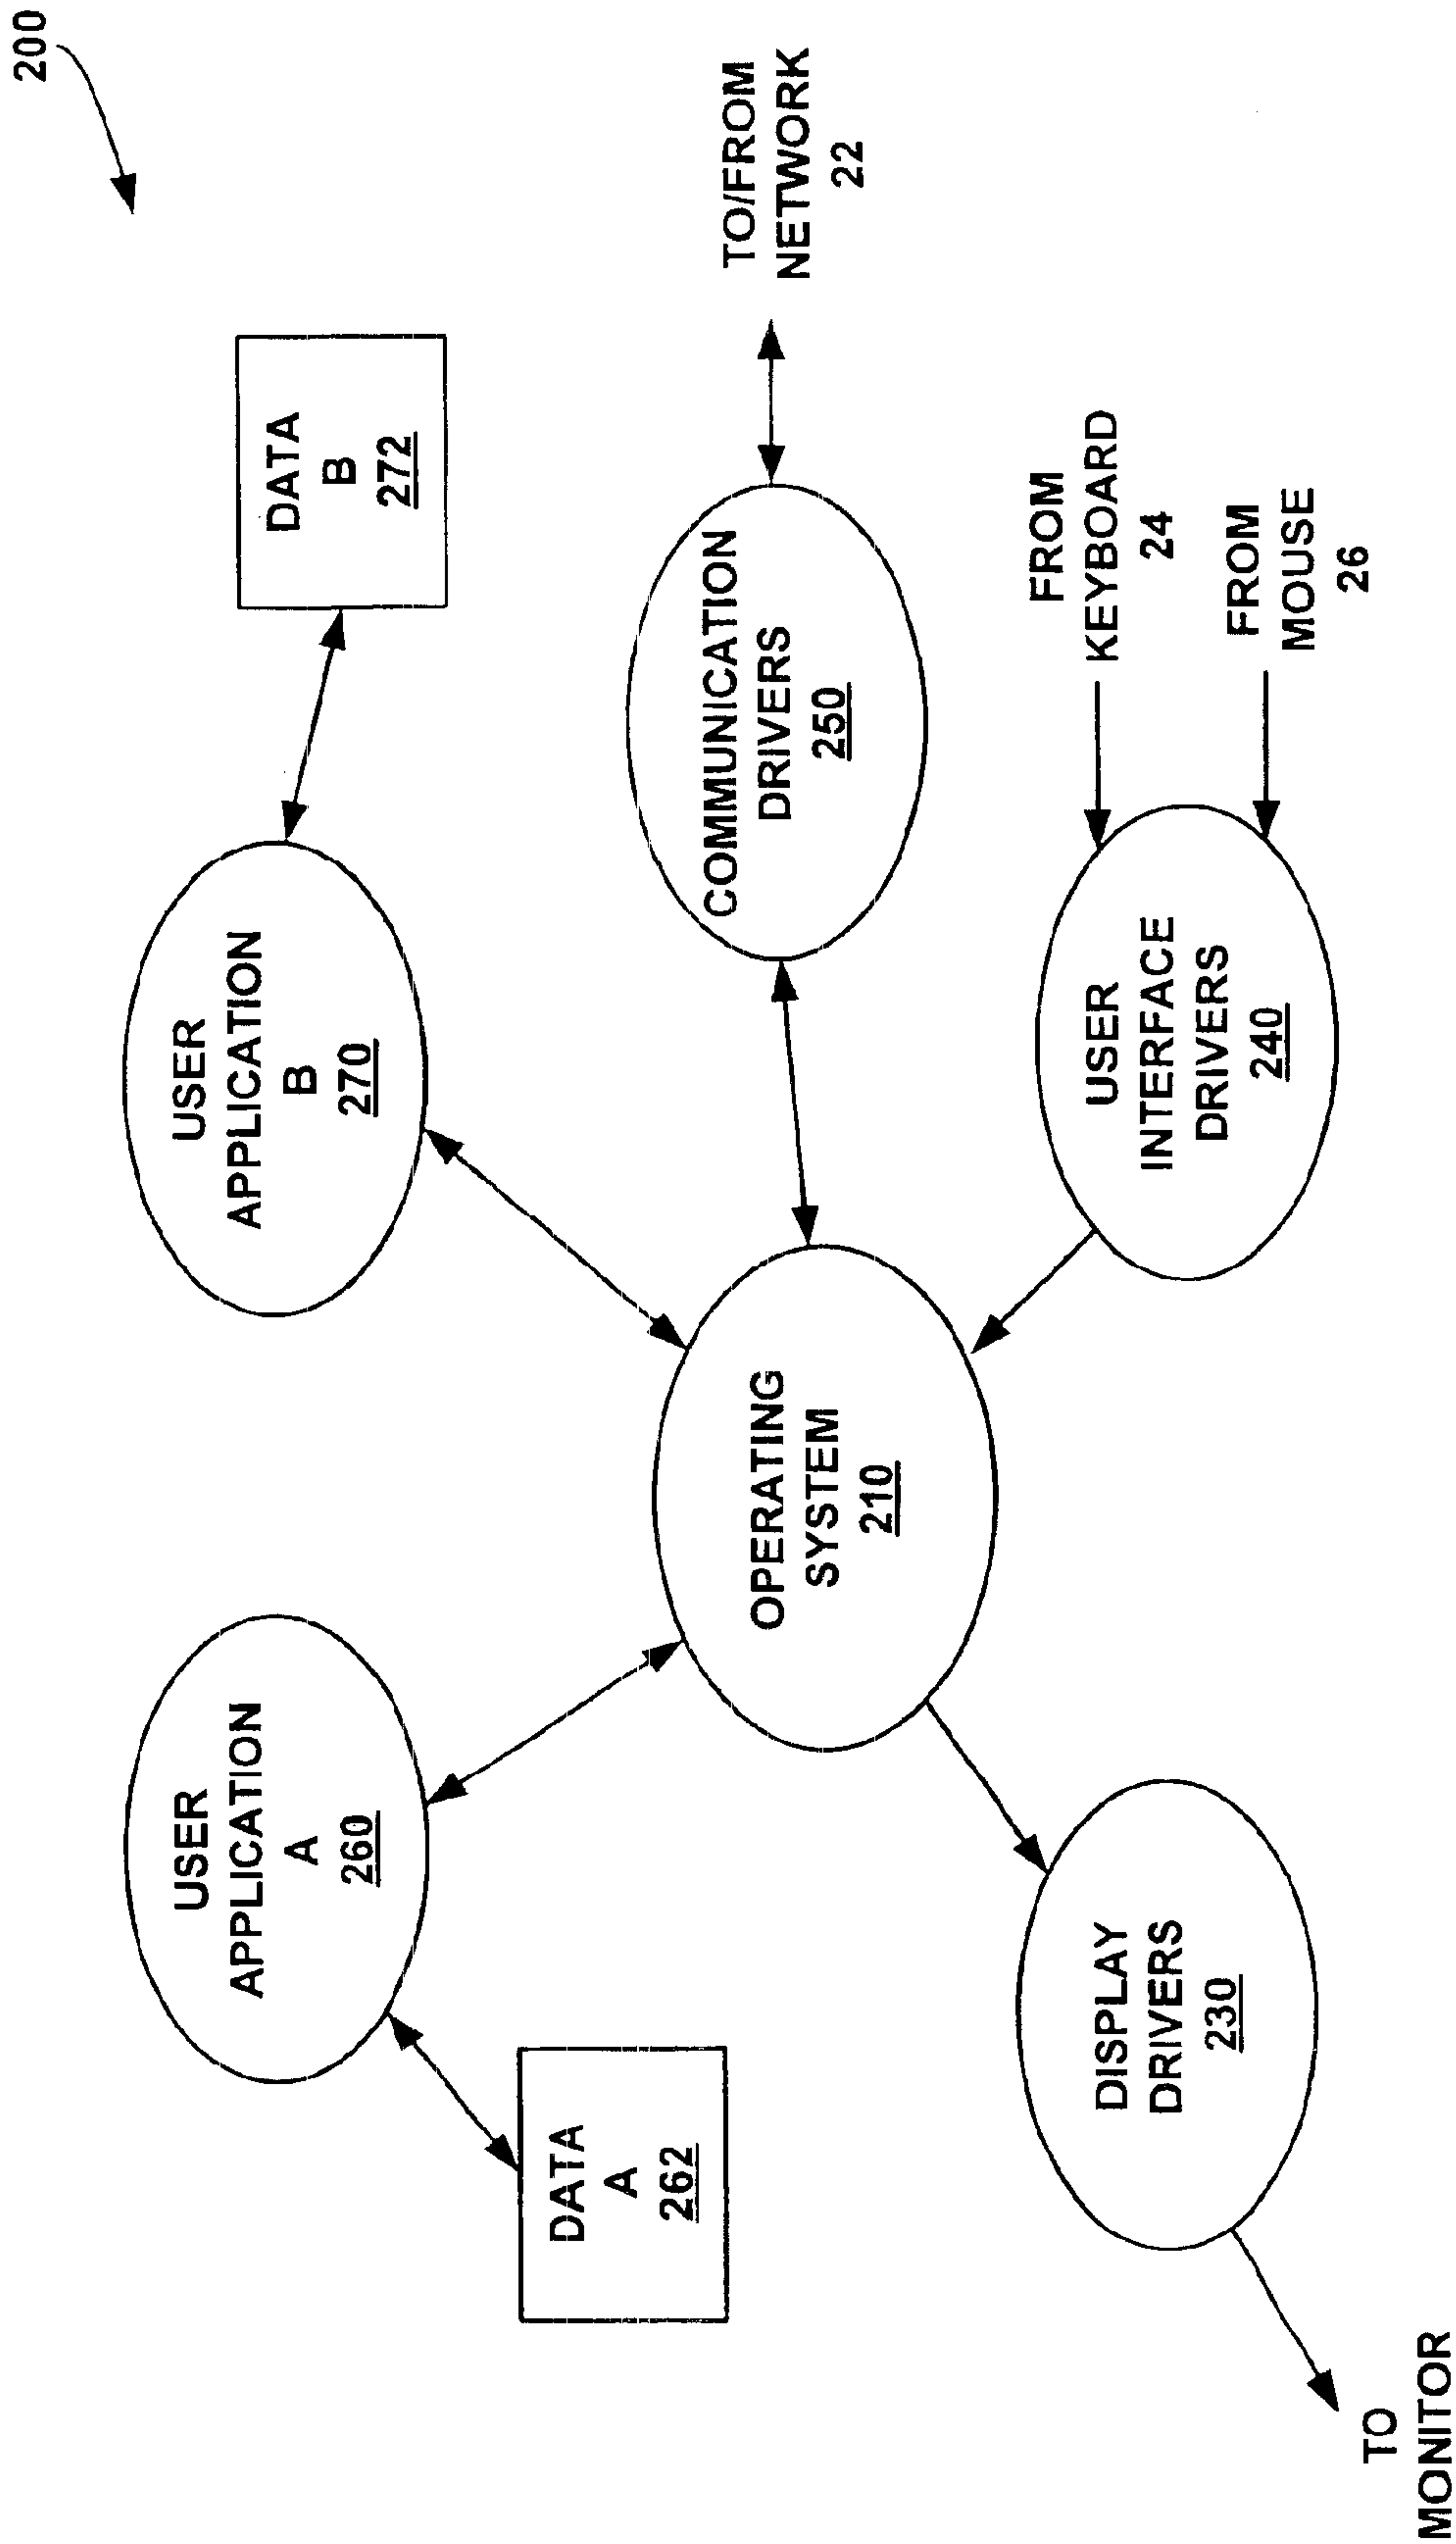 200
USER
APPLICATION
A
260
USER
APPLICATION
B
270
DATA
B
272
DATA
A
262
OPERATING
SYSTEM
210
COMMUNICATION
DRIVERS
250
TO/FROM
NETWORK
22
DISPLAY
DRIVERS
230
USER
INTERFACE
DRIVERS
240
FROM
KEYBOARD
24
FROM
MOUSE
26
TO
MONITOR